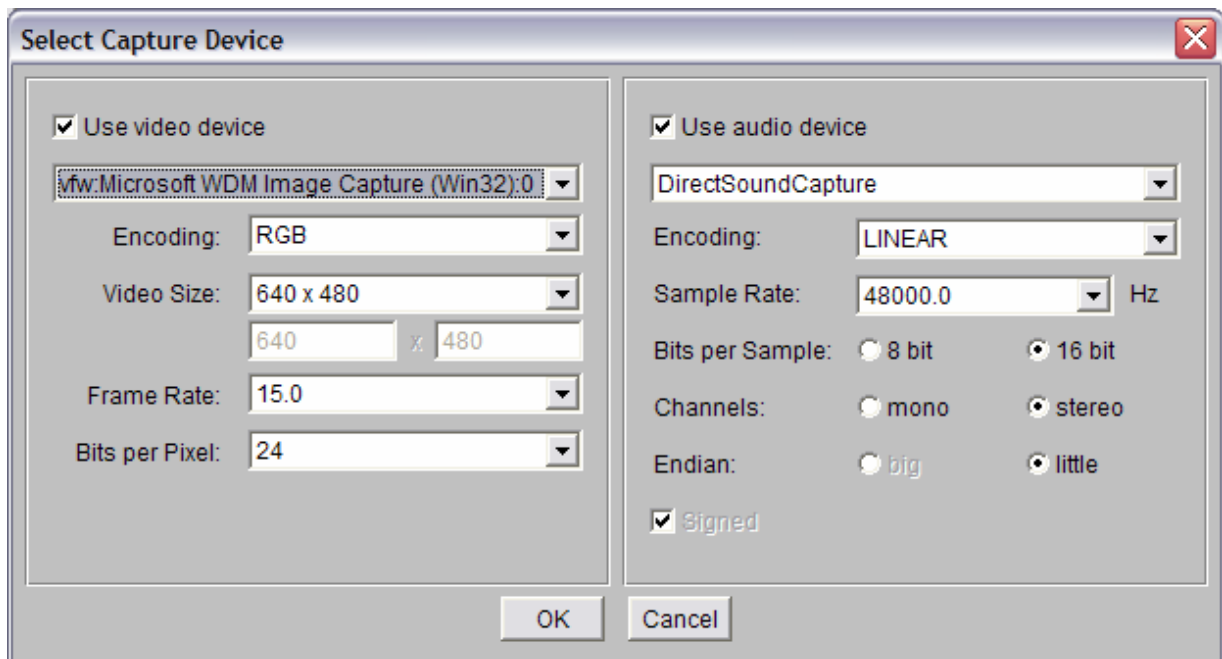 Select Capture Device
Use video device
vfw:Microsoft WDM Image Capture (Win32):0
Encoding: RGB
Video Size: 640 x 480
640 x 480
Frame Rate: 15.0
Bits per Pixel: 24
Use audio device
DirectSoundCapture
Encoding: LINEAR
Sample Rate: 48000.0 Hz
Bits per Sample: 8 bit 16 bit
Channels: mono stereo
Endian: big little
Signed
OK Cancel